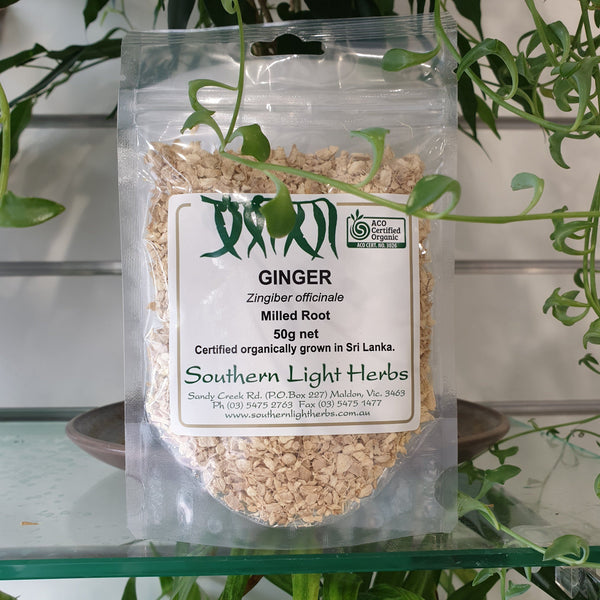 ACO
Certified
Organic
ACO CERT. NO. 3026
GINGER
Zingiber officinale
Milled Root
50g net
Certified organically grown in Sri Lanka.
Southern Light Herbs
Sandy Creek Rd. (P.O.Box 227) Maldon, Vic. 3463
Ph (03) 5475 2763 Fax (03) 5475 1477
www.southernlightherbs.com.au